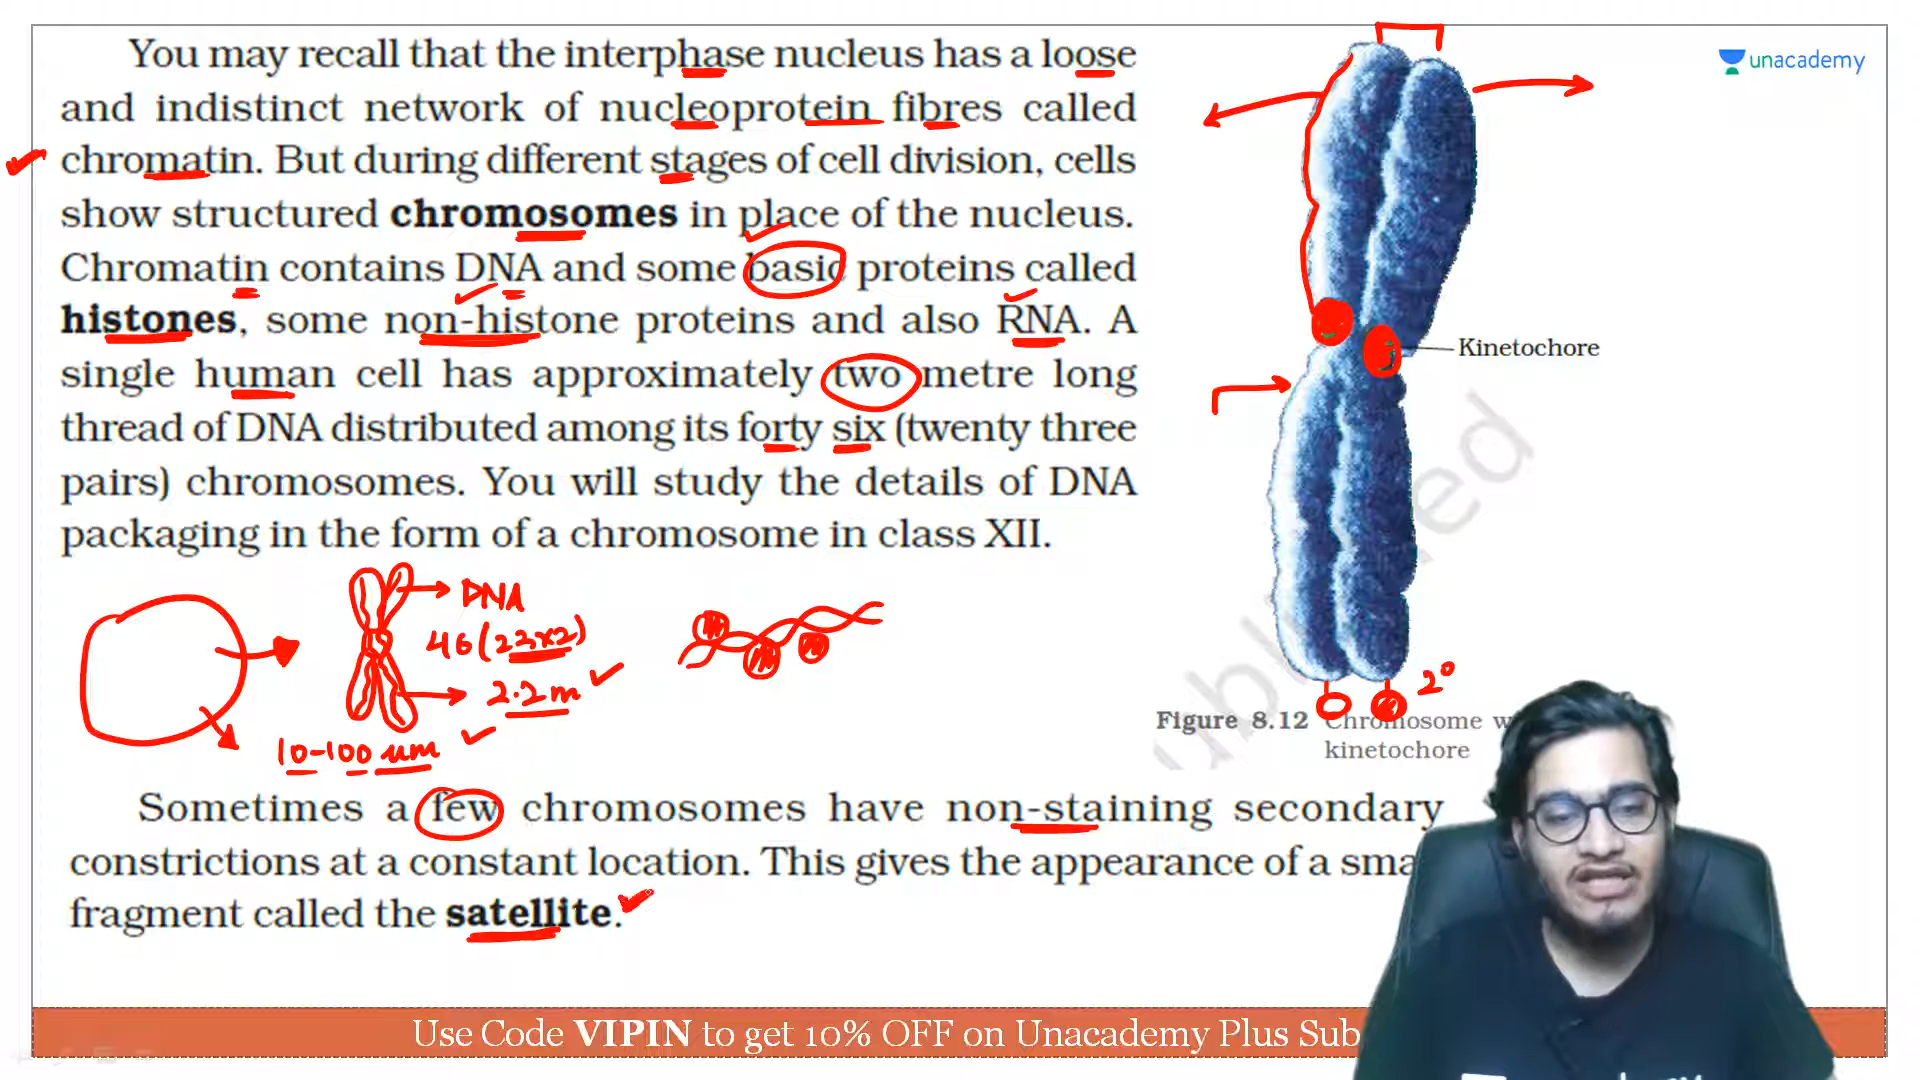 You may recall that the interphase nucleus has a loose
and indistinct network of nucleoprotein fibres called
chromatin. But during different stages of cell division, cells
show structured chromosomes in place of the nucleus.
Chromatin contains DNA and some basic proteins called
histones, some non-histone proteins and also RNA. A
single human cell has approximately two metre long
thread of DNA distributed among its forty six (twenty three
pairs) chromosomes. You will study the details of DNA
packaging in the form of a chromosome in class XII.
unacademy
Kinetochore
DNA
46 (23x2)
2.2m
10-100 um
2°
Figure 8.12 Chromosome w
kinetochore
Sometimes a few chromosomes have non-staining secondary
constrictions at a constant location. This gives the appearance of a sma
fragment called the satellite.
Use Code VIPIN to get 10% OFF on Unacademy Plus Sub